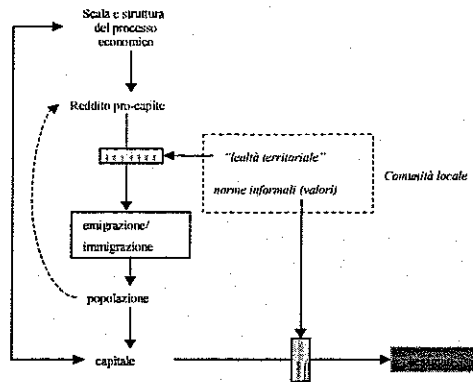 Scala e struttura
del processo
economico
Reddito pro-capite
"lealtà territoriale"
norme informali (valori)
Comunità locale
emigrazione/
immigrazione
popolazione
capitale